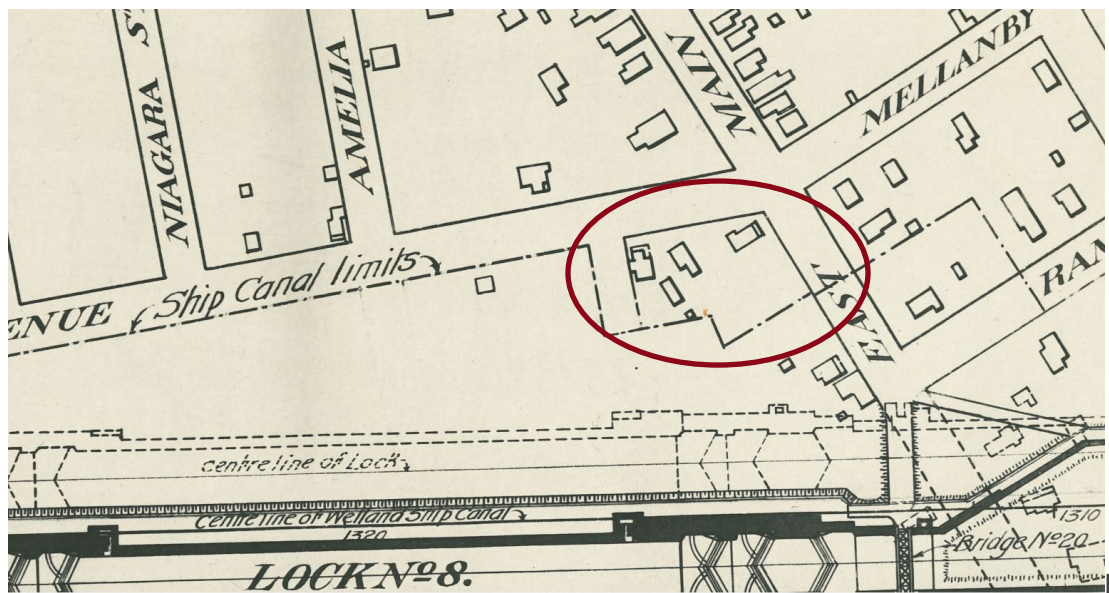 NIAGARA ST.
AMELIA
MAIN
MELLANBY
ENUE
Ship Canal limits
EAST
RAN
Centre line of Lock
Centre line of Welland Ship Canal
1320
1310
Bridge No 20
LOCK No 8.